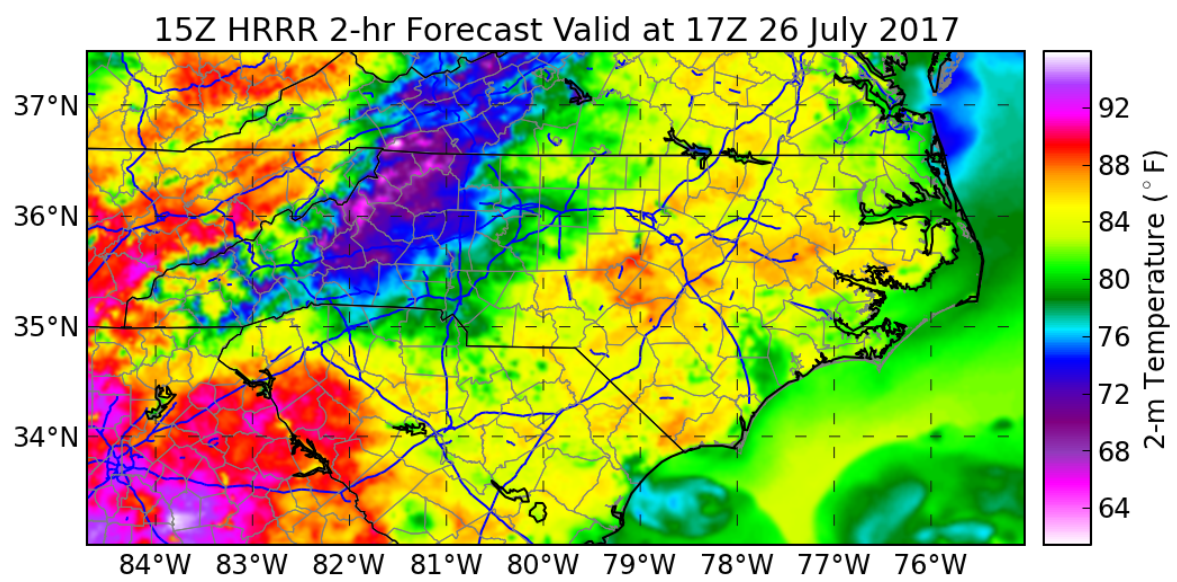 15Z HRRR 2-hr Forecast Valid at 17Z 26 July 2017
37°N
36°N
35°N
34°N
84°W 83°W 82°W 81°W 80°W 79°W 78°W 77°W 76°W
92
88
84
80
76
72
68
64
2-m Temperature (°F)